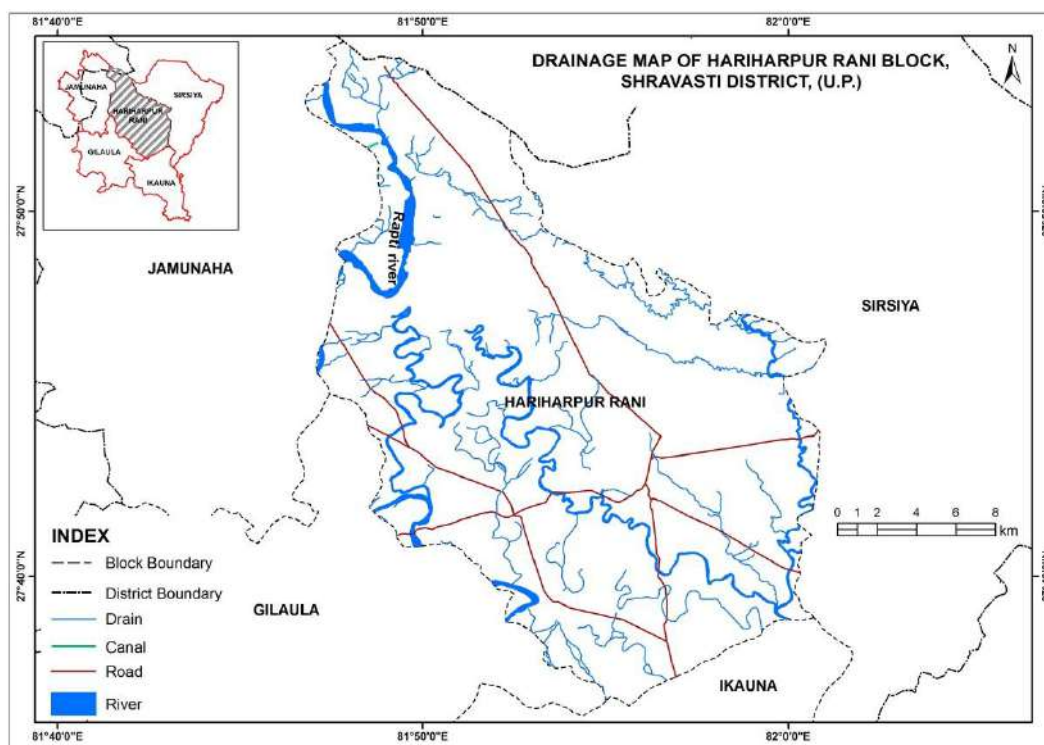 81°40'0"E
81°50'0"E
82°0'0"E
DRAINAGE MAP OF HARIHARPUR RANI BLOCK,
SHRAVASTI DISTRICT, (U.P.)
N
JAMUNAHA
SIRSIYA
HARIHARPUR
RANI
GILAULA
IKAUNA
27°50'0"N
Rapti river
JAMUNAHA
SIRSIYA
HARIHARPUR RANI
0 1 2 4 6 8
km
INDEX
Block Boundary
District Boundary
Drain
Canal
Road
River
27°40'0"N
GILAULA
IKAUNA
81°40'0"E
81°50'0"E
82°0'0"E